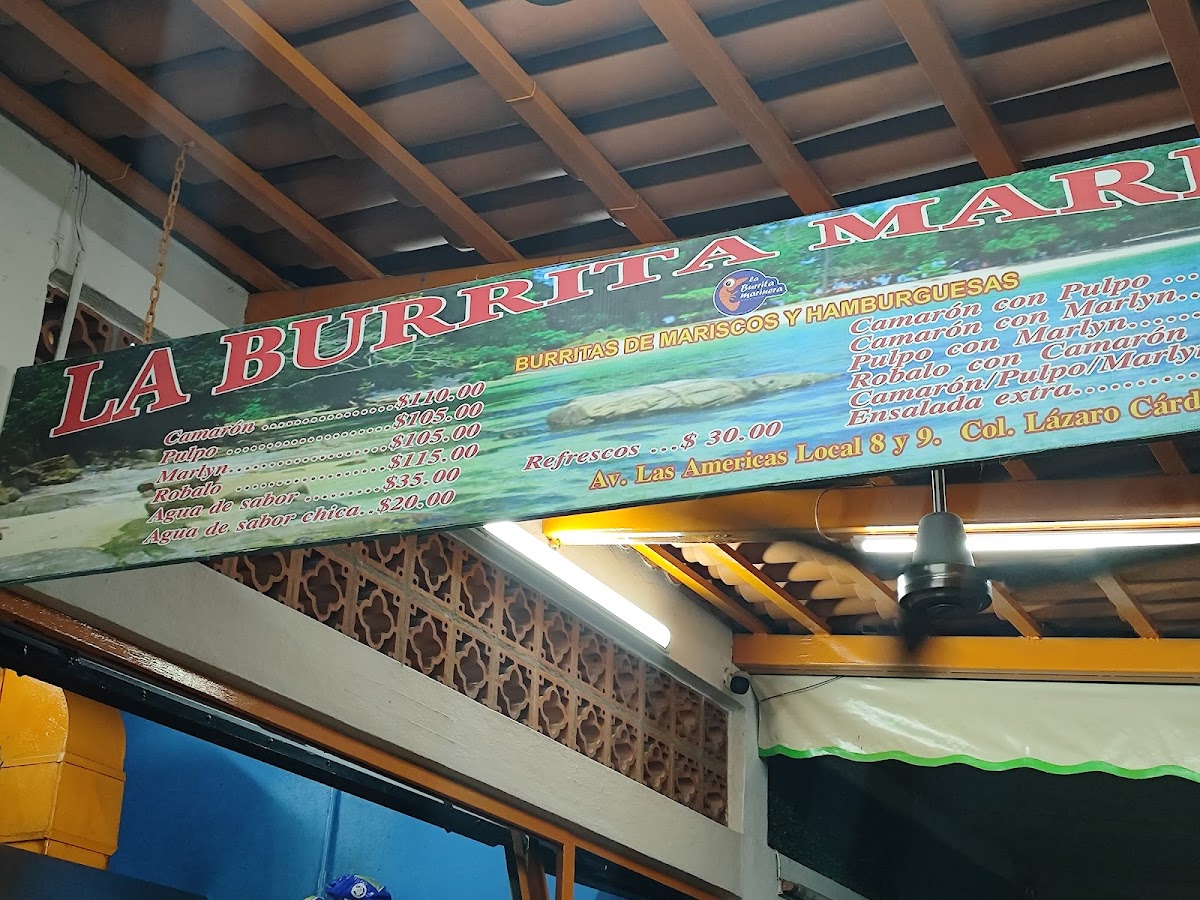 LA BURRITA MAR
la
Burrita
marinera
BURRITAS DE MARISCOS Y HAMBURGUESAS
Camarón ..................$110.00
Pulpo ........................$105.00
Marlyn......................$105.00
Robalo ......................$115.00
Agua de sabor .........$35.00
Agua de sabor chica..$20.00
Refrescos ...$ 30.00
Camarón con Pulpo ...
Camarón con Marlyn...
Pulpo con Marlyn........
Robalo con Camarón
Camarón/Pulpo/Marlyn
Ensalada extra.............
Av. Las Americas Local 8 y 9. Col. Lázaro Cárd